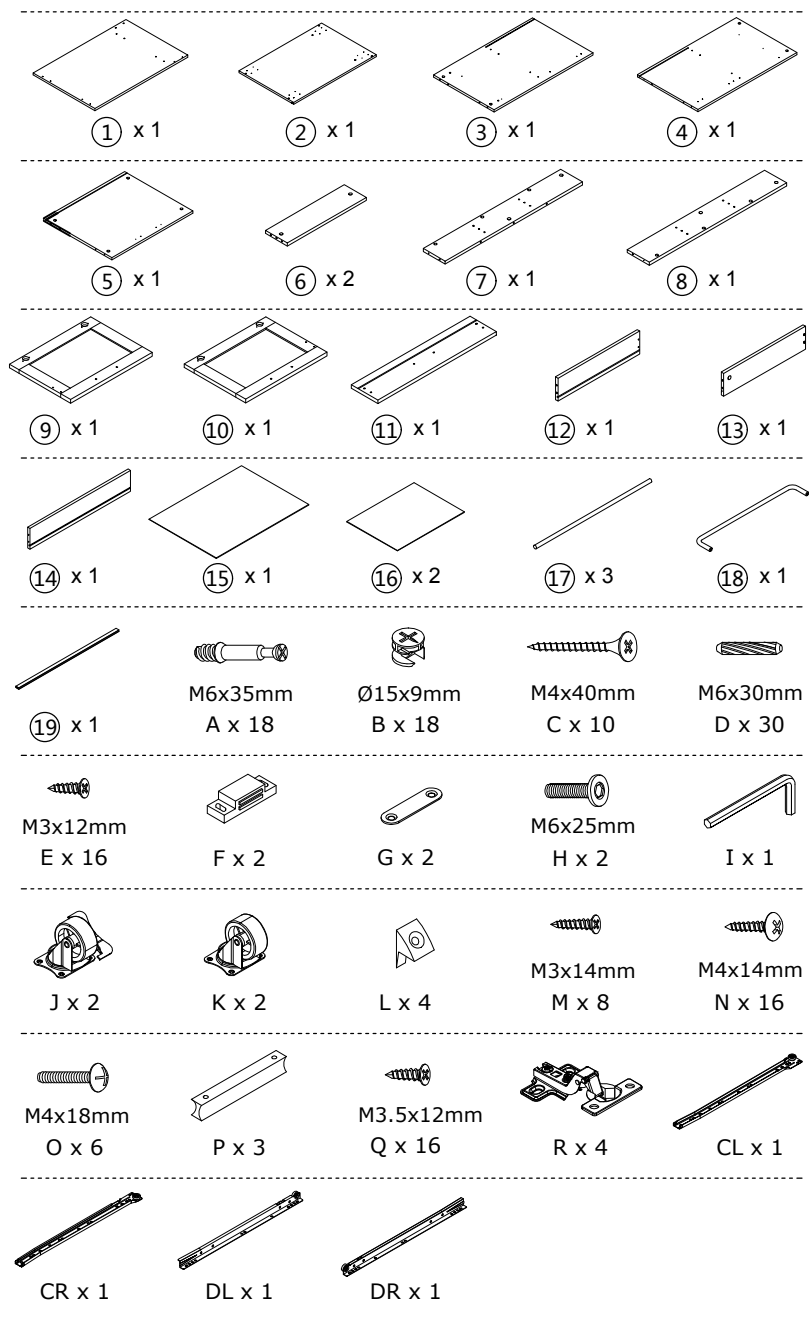 ① x 1 ② x 1 ③ x 1 ④ x 1
⑤ x 1 ⑥ x 2 ⑦ x 1 ⑧ x 1
⑨ x 1 ⑩ x 1 ⑪ x 1 ⑫ x 1 ⑬ x 1
⑭ x 1 ⑮ x 1 ⑯ x 2 ⑰ x 3 ⑱ x 1
M6x35mm Ø15x9mm M4x40mm M6x30mm
⑲ x 1 A x 18 B x 18 C x 10 D x 30
M3x12mm M6x25mm
E x 16 F x 2 G x 2 H x 2 I x 1
M3x14mm M4x14mm
J x 2 K x 2 L x 4 M x 8 N x 16
M4x18mm M3.5x12mm
O x 6 P x 3 Q x 16 R x 4 CL x 1
CR x 1 DL x 1 DR x 1